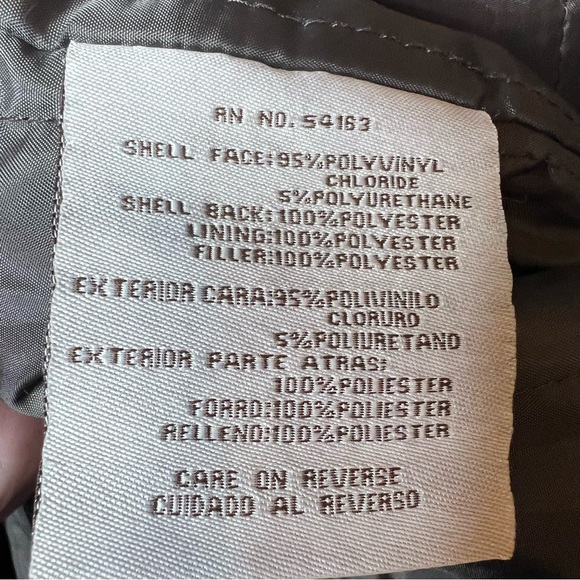 RN NO. 54163
SHELL FACE:95%POLYVINYL
CHLORIDE
5%POLYURETHANE
SHELL BACK:100%POLYESTER
LINING:100%POLYESTER
FILLER:100%POLYESTER
EXTERIOR CARA:95%POLIVINILO
CLORURO
5%POLIURETANO
EXTERIOR PARTE ATRAS:
100%POLIESTER
FORRO:100%POLIESTER
RELLENO:100%POLIESTER
CARE ON REVERSE
CUIDADO AL REVERSO